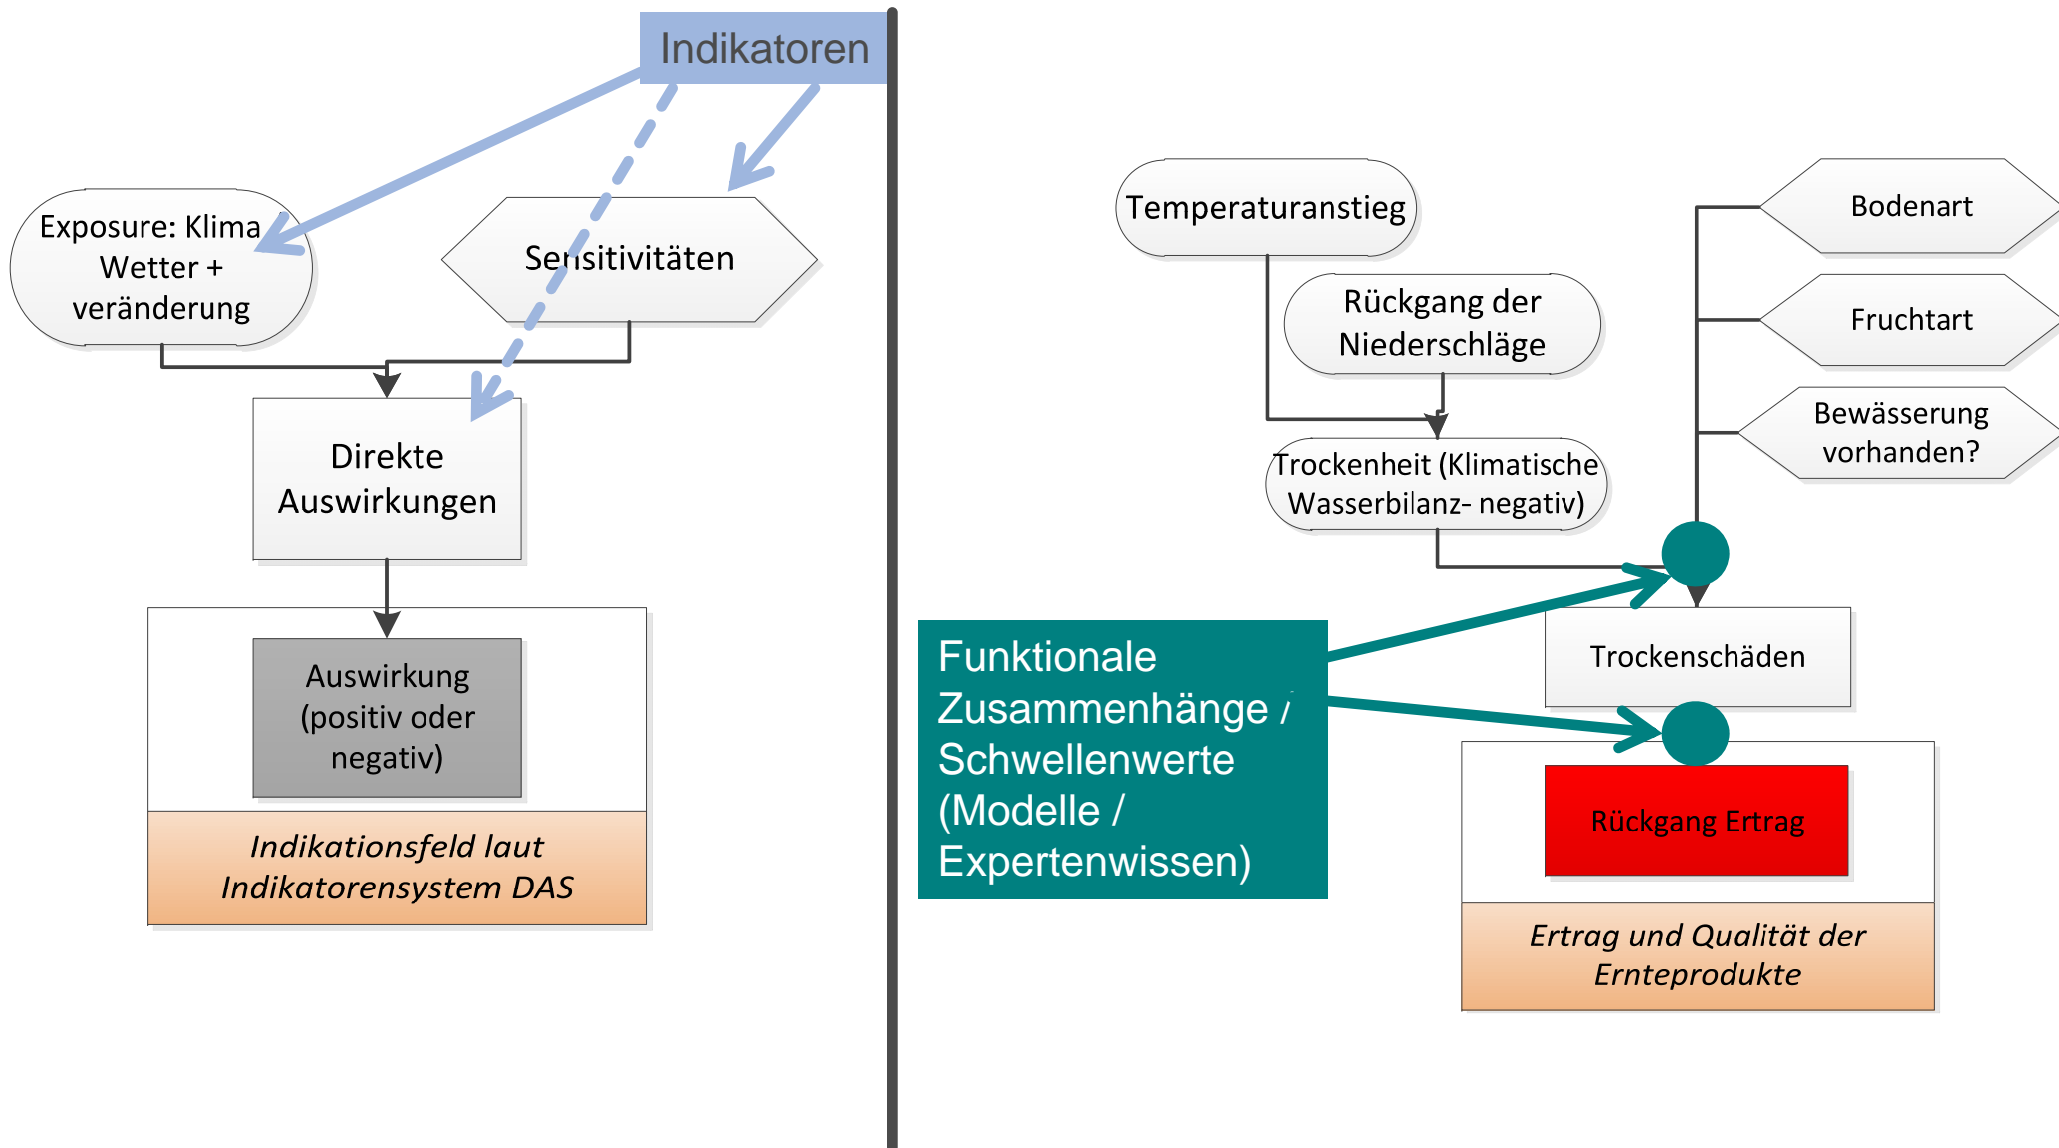 Indikatoren
Exposure: Klima
Wetter +
veränderung
Sensitivitäten
Direkte
Auswirkungen
Auswirkung
(positiv oder
negativ)
Indikationsfeld laut
Indikatorensystem DAS
Temperaturanstieg
Rückgang der
Niederschläge
Trockenheit (Klimatische
Wasserbilanz- negativ)
Bodenart
Fruchtart
Bewässerung
vorhanden?
Funktionale
Zusammenhänge /
Schwellenwerte
(Modelle /
Expertenwissen)
Trockenschäden
Rückgang Ertrag
Ertrag und Qualität der
Ernteprodukte